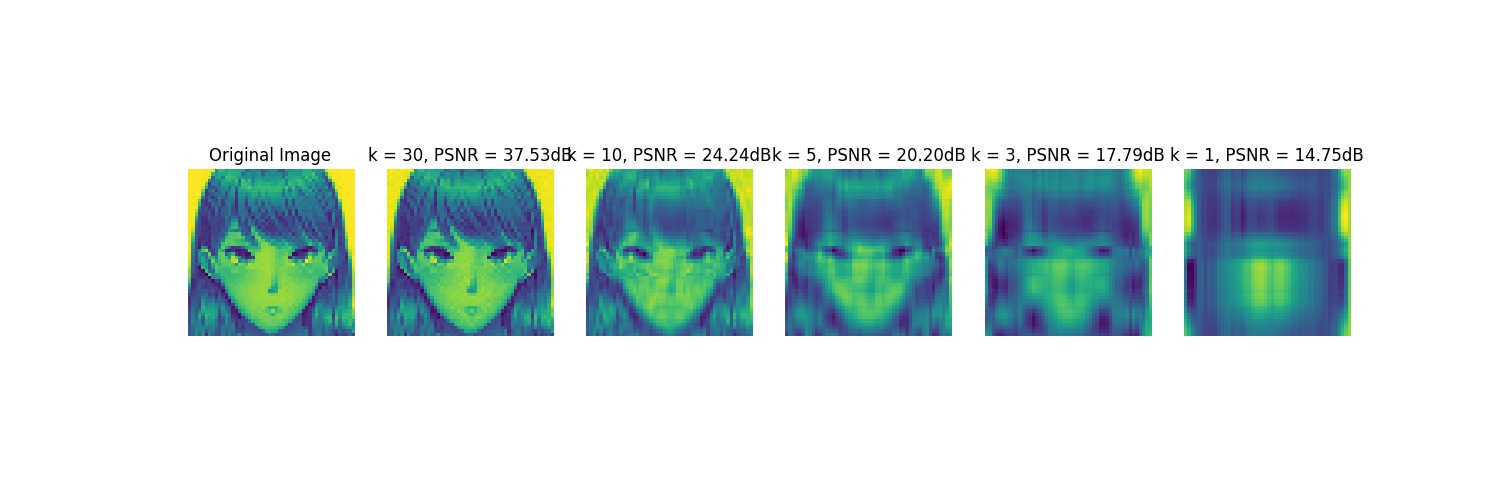 Original Image
k = 30, PSNR = 37.53dB
k = 10, PSNR = 24.24dB
k = 5, PSNR = 20.20dB
k = 3, PSNR = 17.79dB
k = 1, PSNR = 14.75dB